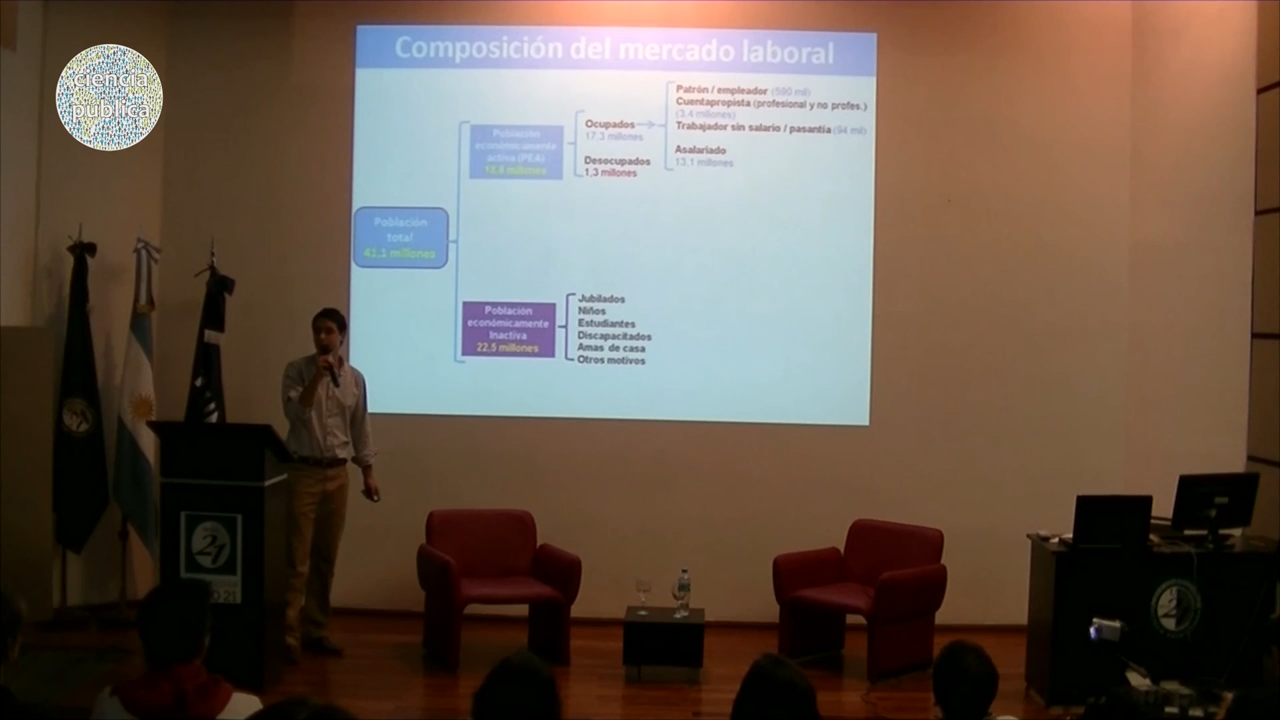 ciencia
pública
Composición del mercado laboral
Patrón / empleador (590 mil)
Cuentapropista (profesional y no profes.)
(3,4 millones)
Trabajador sin salario / pasantía (94 mil)
Asalariado
13,1 millones
Ocupados
17,3 millones
Desocupados
1,3 millones
Población
económicamente
activa (PEA)
Población
total
41,1 millones
Población
económicamente
Inactiva
22,5 millones
Jubilados
Niños
Estudiantes
Discapacitados
Amas de casa
Otros motivos
21